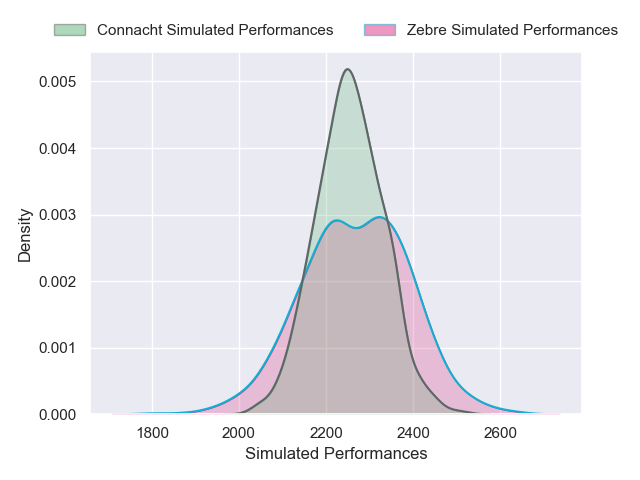 Connacht Simulated Performances Zebre Simulated Performances
0.005
0.004
0.003
0.002
0.001
0.000
Density
1800 2000 2200 2400 2600
Simulated Performances